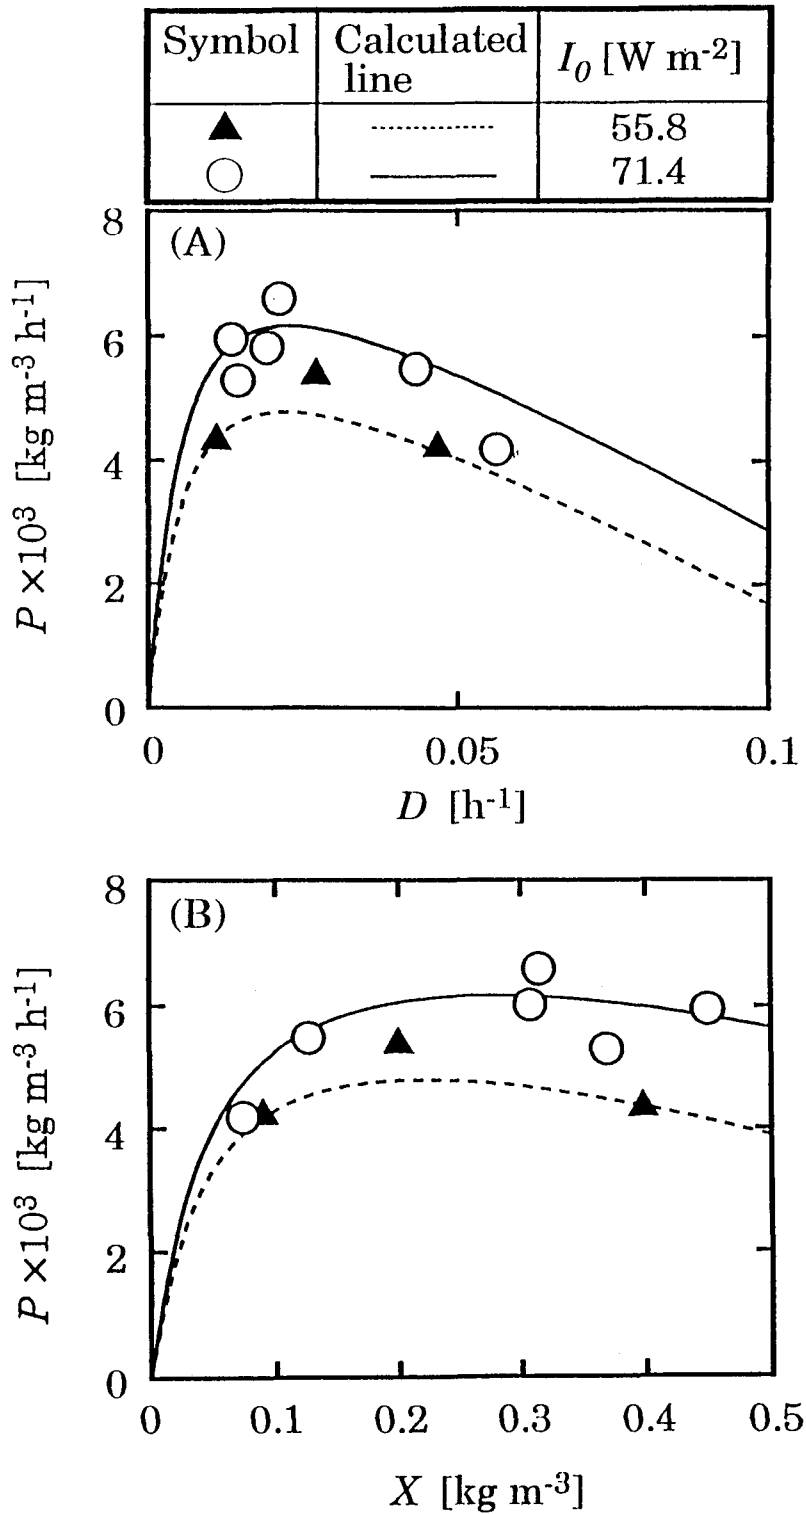 Symbol Calculated line I₀ [W m⁻²]
▲ 55.8
○ 71.4
(A)
8
6
4
2
0
P×10³ [kg m⁻³ h⁻¹]
0 0.05 0.1
D [h⁻¹]
(B)
8
6
4
2
0
P×10³ [kg m⁻³ h⁻¹]
0 0.1 0.2 0.3 0.4 0.5
X [kg m⁻³]